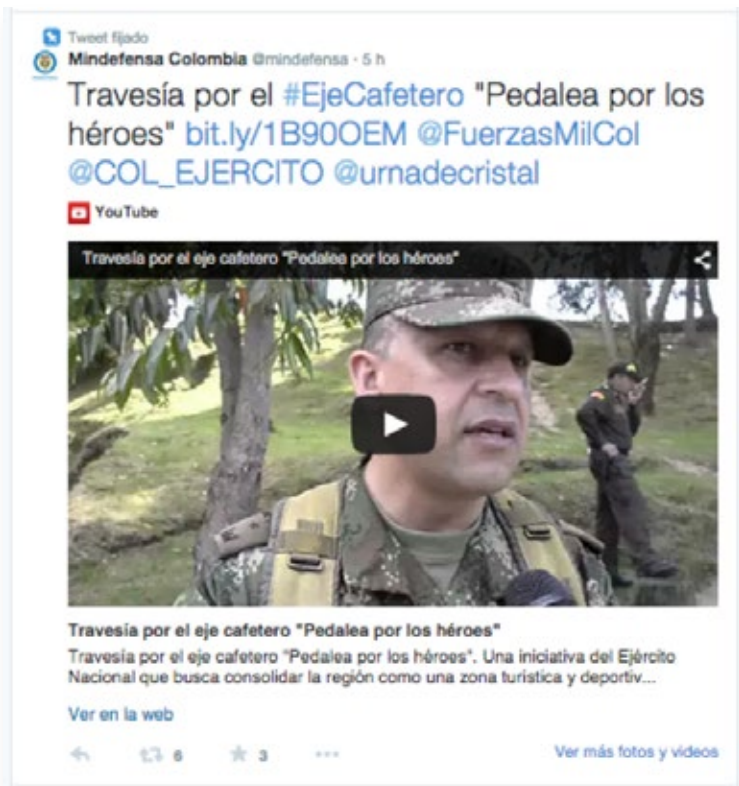 Tweet fijado
Mindefensa Colombia @mindefensa · 5 h
Travesía por el #EjeCafetero "Pedalea por los
héroes" bit.ly/1B90OEM @FuerzasMilCol
@COL_EJERCITO @urnadecristal
YouTube
Travesía por el eje cafetero "Pedalea por los héroes"
Travesía por el eje cafetero "Pedalea por los héroes"
Travesía por el eje cafetero "Pedalea por los héroes". Una iniciativa del Ejército
Nacional que busca consolidar la región como una zona turística y deportiv...
Ver en la web
6 3 Ver más fotos y videos